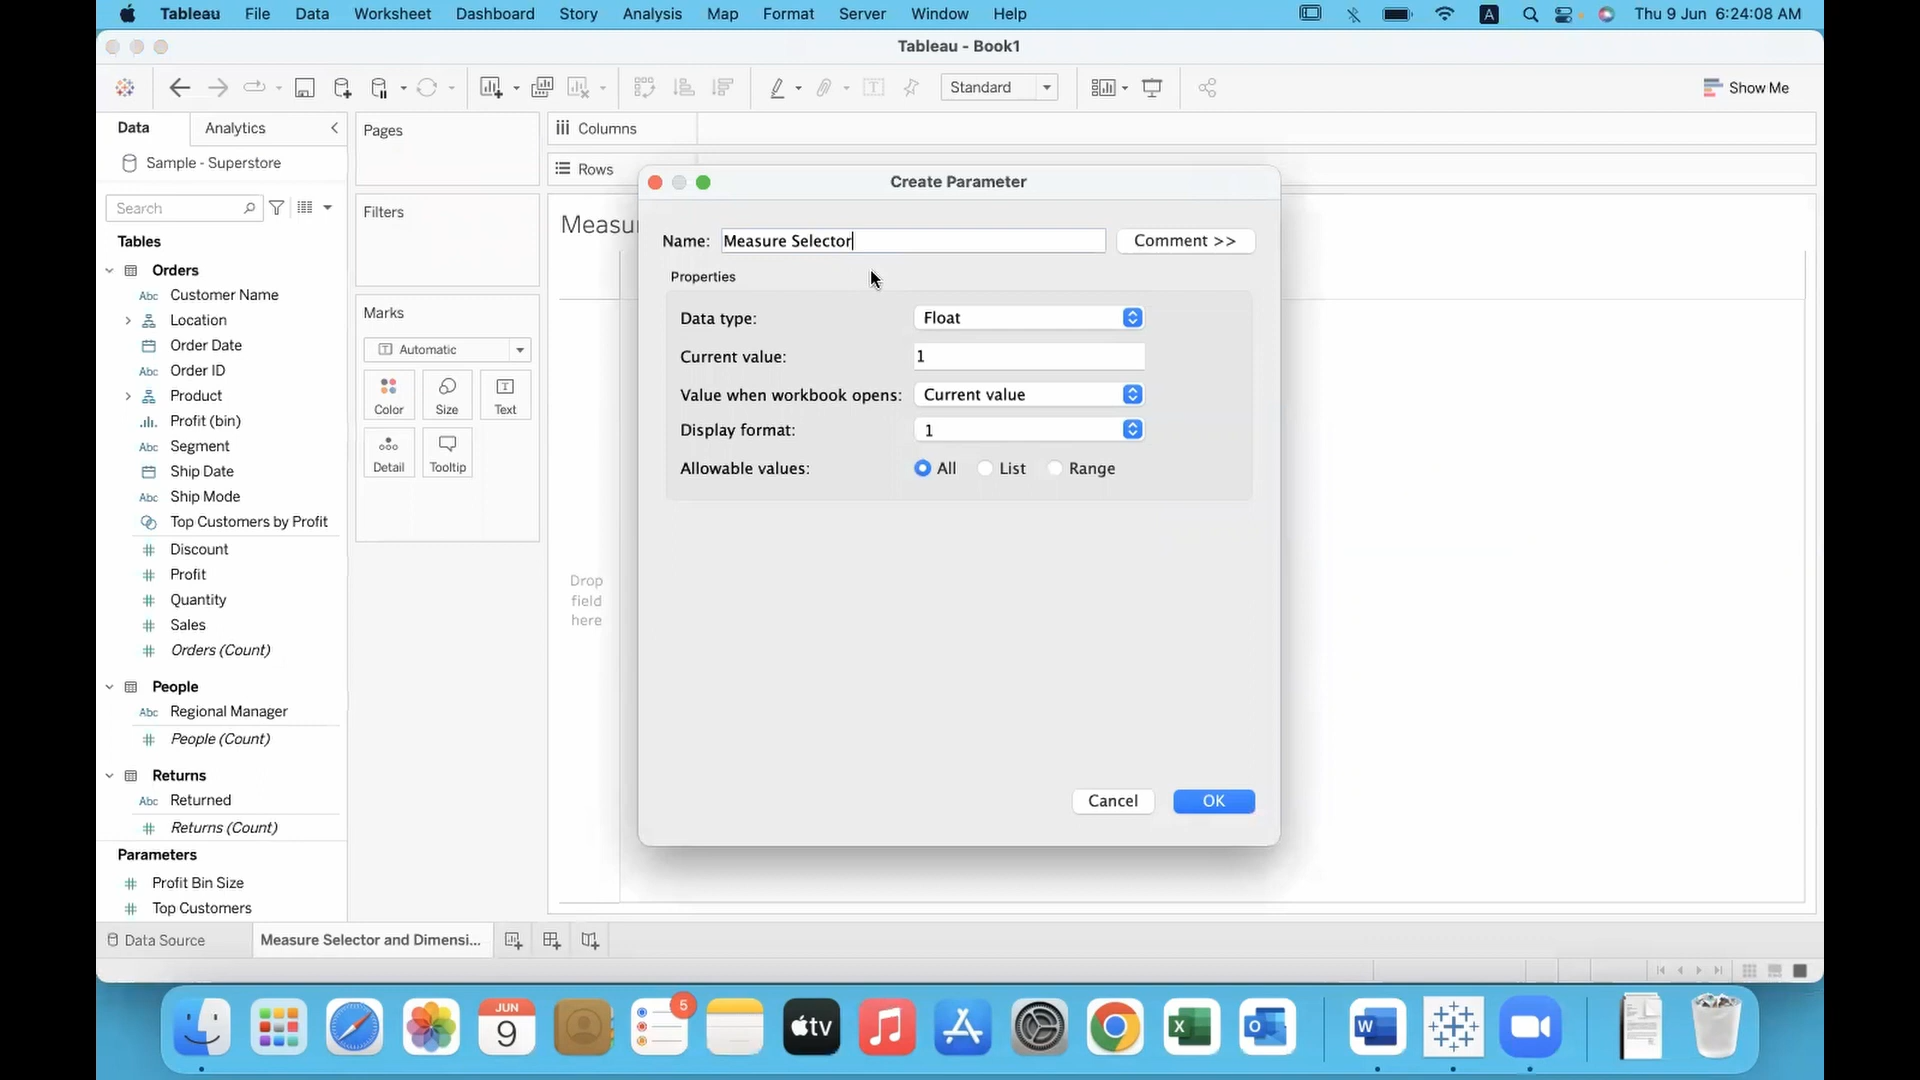 Tableau File Data Worksheet Dashboard Story Analysis Map Format Server Window Help A Thu 9 Jun 6:24:08 AM
Tableau - Book1
Standard Show Me
Data Analytics Pages Columns
Sample - Superstore Rows
Search Filters Measu
Tables
Orders
Abc Customer Name
Location
Order Date
Abc Order ID
Product
Profit (bin)
Abc Segment
Ship Date
Abc Ship Mode
Top Customers by Profit
Discount
Profit
Quantity
Sales
Orders (Count)
People
Abc Regional Manager
People (Count)
Returns
Abc Returned
Returns (Count)
Parameters
Profit Bin Size
Top Customers
Marks
Automatic
Color Size Text
Detail Tooltip
Drop
field
here
Create Parameter
Name: Measure Selector Comment >>
Properties
Data type: Float
Current value: 1
Value when workbook opens: Current value
Display format: 1
Allowable values: All List Range
Cancel OK
Data Source Measure Selector and Dimensi...
JUN
9
5
tv
X
O
W